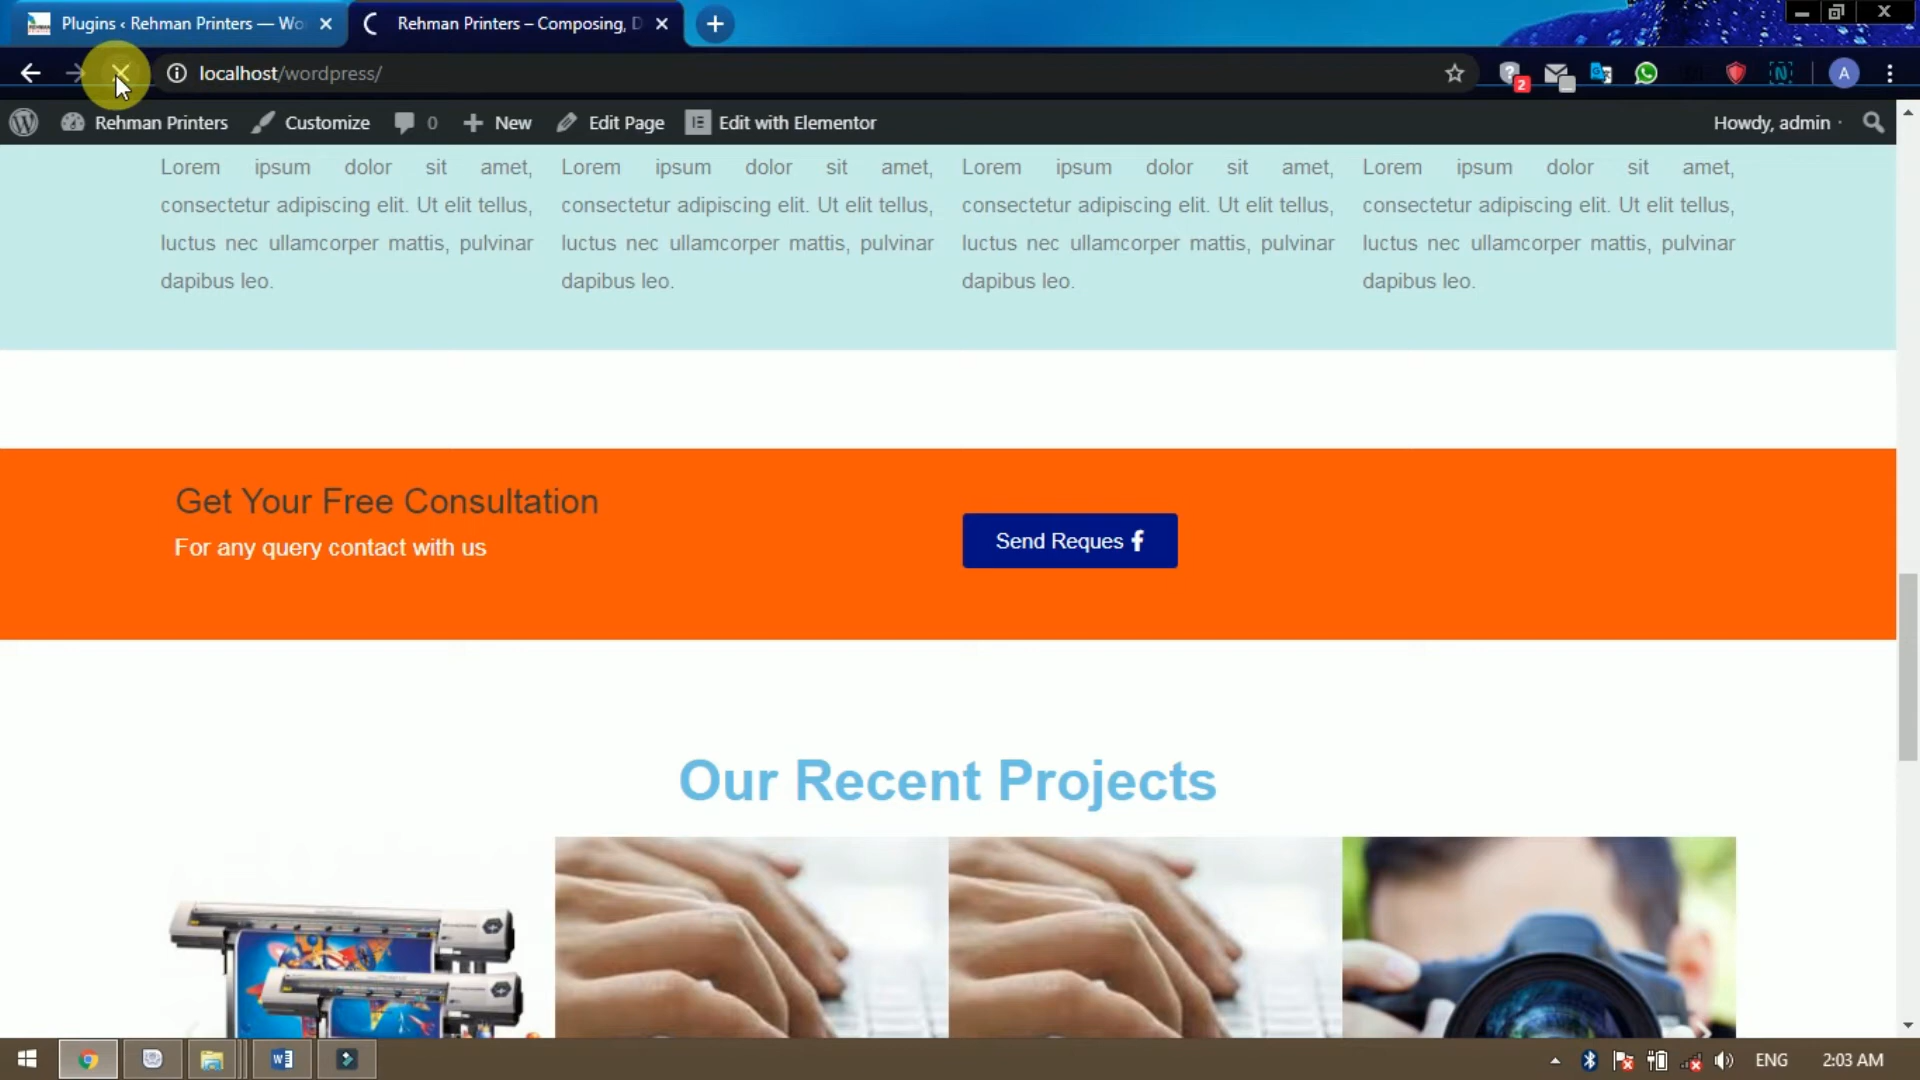 Plugins ‹ Rehman Printers — Wo
Rehman Printers – Composing, D
localhost/wordpress/
2
A
Rehman Printers
Customize
0
New
Edit Page
Edit with Elementor
Howdy, admin
Lorem ipsum dolor sit amet,
consectetur adipiscing elit. Ut elit tellus,
luctus nec ullamcorper mattis, pulvinar
dapibus leo.
Lorem ipsum dolor sit amet,
consectetur adipiscing elit. Ut elit tellus,
luctus nec ullamcorper mattis, pulvinar
dapibus leo.
Lorem ipsum dolor sit amet,
consectetur adipiscing elit. Ut elit tellus,
luctus nec ullamcorper mattis, pulvinar
dapibus leo.
Lorem ipsum dolor sit amet,
consectetur adipiscing elit. Ut elit tellus,
luctus nec ullamcorper mattis, pulvinar
dapibus leo.
Get Your Free Consultation
For any query contact with us
Send Reques
Our Recent Projects
ENG
2:03 AM